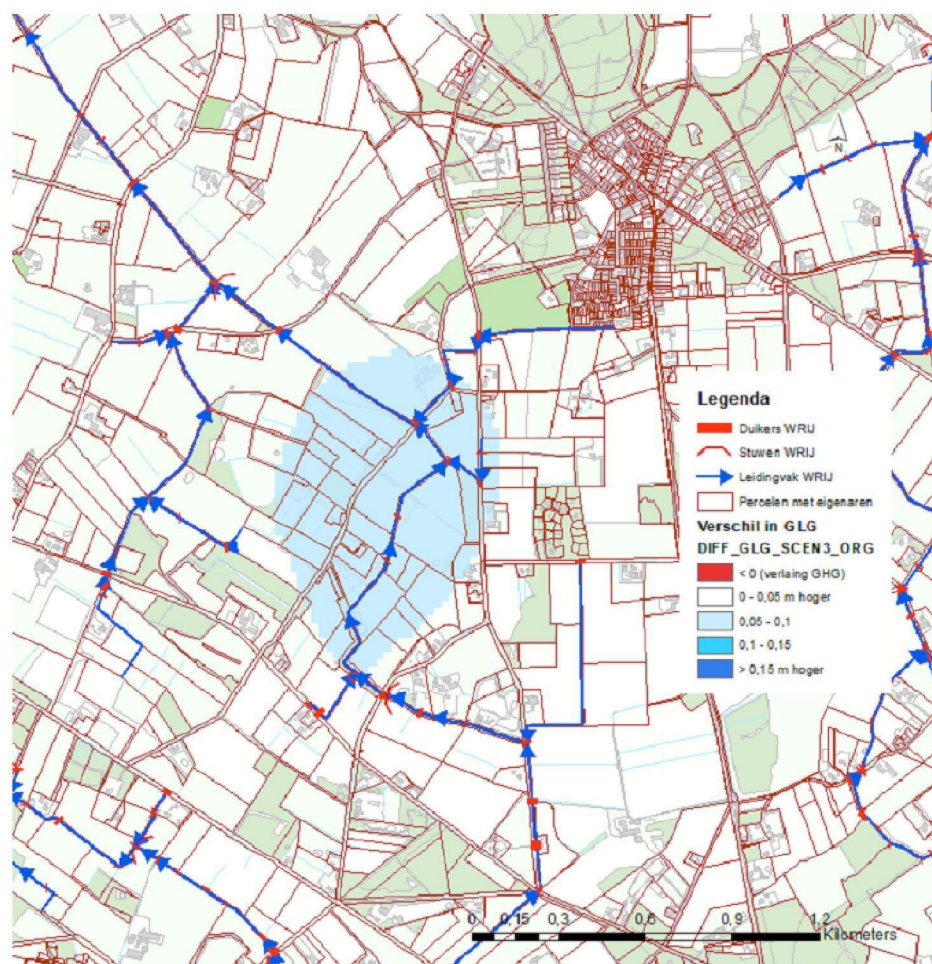 N
Legenda
Duikers WRIJ
Stuwen WRIJ
Leidingvak WRIJ
Percelen met eigenaren
Verschil in GLG
DIFF_GLG_SCEN3_ORG
< 0 (verlaing GHG)
0 - 0,05 m hoger
0,05 - 0,1
0,1 - 0,15
> 0,15 m hoger
0 0,15 0,3 0,6 0,9 1,2
Kilometers